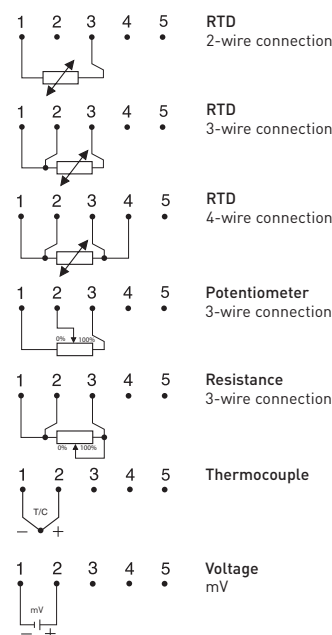 1 2 3 4 5 RTD
2-wire connection
1 2 3 4 5 RTD
3-wire connection
1 2 3 4 5 RTD
4-wire connection
1 2 3 4 5 Potentiometer
3-wire connection
0% 100%
1 2 3 4 5 Resistance
3-wire connection
0% 100%
1 2 3 4 5 Thermocouple
T/C
− +
1 2 3 4 5 Voltage
mV
mV
− +